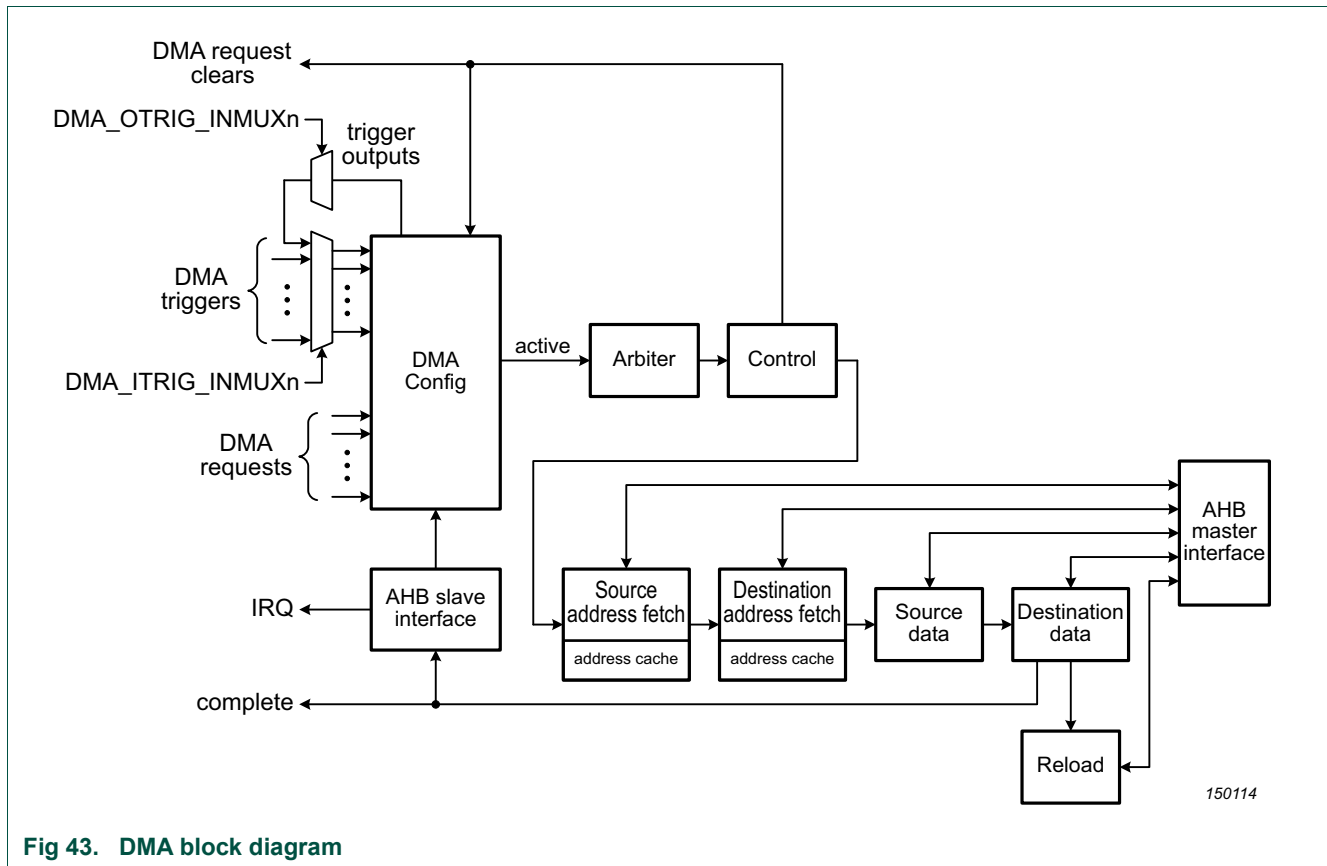 DMA request
clears
DMA_OTRIG_INMUXn
trigger
outputs
DMA
triggers
DMA_ITRIG_INMUXn
DMA
requests
DMA
Config
active
Arbiter
Control
AHB
master
interface
IRQ
AHB slave
interface
Source
address fetch
address cache
Destination
address fetch
address cache
Source
data
Destination
data
complete
Reload
150114
Fig 43. DMA block diagram